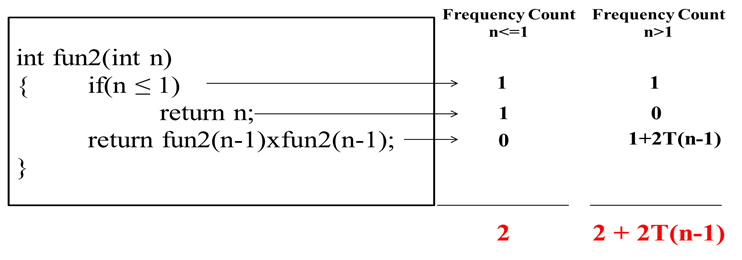 Frequency Count Frequency Count
n<=1 n>1
int fun2(int n)
{ if(n ≤ 1) 1 1
return n; 1 0
return fun2(n-1)xfun2(n-1); 0 1+2T(n-1)
}
2 2 + 2T(n-1)